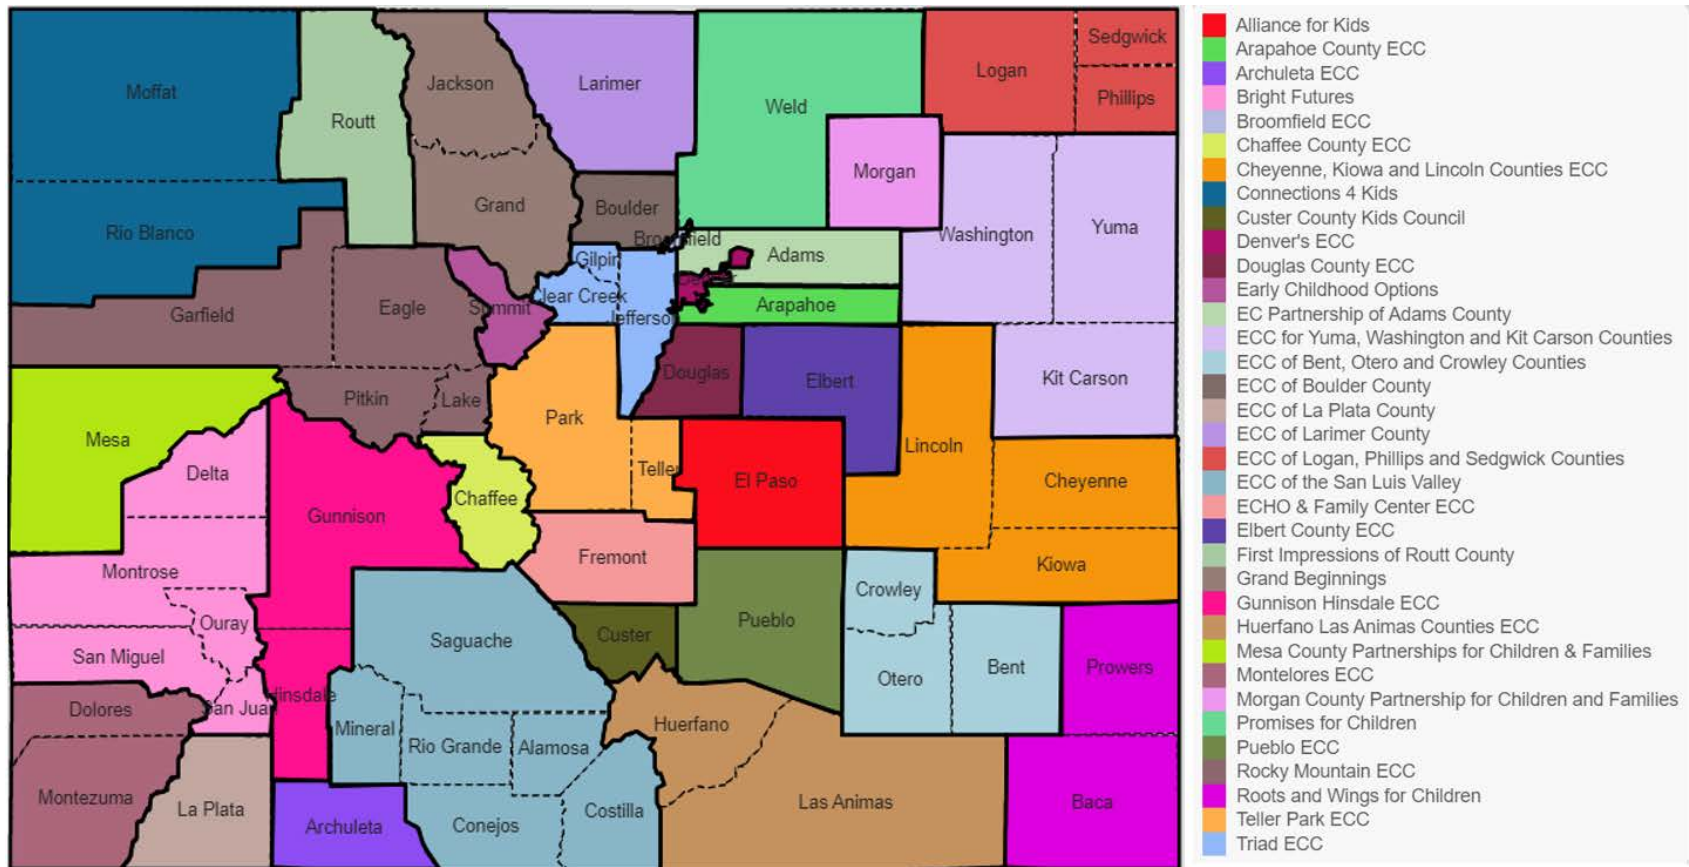 Moffat
Routt
Jackson
Larimer
Weld
Logan
Sedgwick
Phillips
Morgan
Rio Blanco
Grand
Boulder
Broomfield
Washington
Yuma
Gilpin
Adams
Denver
Garfield
Eagle
Summit
Clear Creek
Jefferson
Arapahoe
Pitkin
Lake
Park
Douglas
Elbert
Kit Carson
Mesa
Delta
Gunnison
Chaffee
Teller
El Paso
Lincoln
Cheyenne
Montrose
Fremont
Crowley
Kiowa
Ouray
San Miguel
Saguache
Custer
Pueblo
Otero
Bent
Prowers
Dolores
San Juan
Hinsdale
Mineral
Rio Grande
Alamosa
Huerfano
Montezuma
La Plata
Archuleta
Conejos
Costilla
Las Animas
Baca
Alliance for Kids
Arapahoe County ECC
Archuleta ECC
Bright Futures
Broomfield ECC
Chaffee County ECC
Cheyenne, Kiowa and Lincoln Counties ECC
Connections 4 Kids
Custer County Kids Council
Denver's ECC
Douglas County ECC
Early Childhood Options
EC Partnership of Adams County
ECC for Yuma, Washington and Kit Carson Counties
ECC of Bent, Otero and Crowley Counties
ECC of Boulder County
ECC of La Plata County
ECC of Larimer County
ECC of Logan, Phillips and Sedgwick Counties
ECC of the San Luis Valley
ECHO & Family Center ECC
Elbert County ECC
First Impressions of Routt County
Grand Beginnings
Gunnison Hinsdale ECC
Huerfano Las Animas Counties ECC
Mesa County Partnerships for Children & Families
Montelores ECC
Morgan County Partnership for Children and Families
Promises for Children
Pueblo ECC
Rocky Mountain ECC
Roots and Wings for Children
Teller Park ECC
Triad ECC